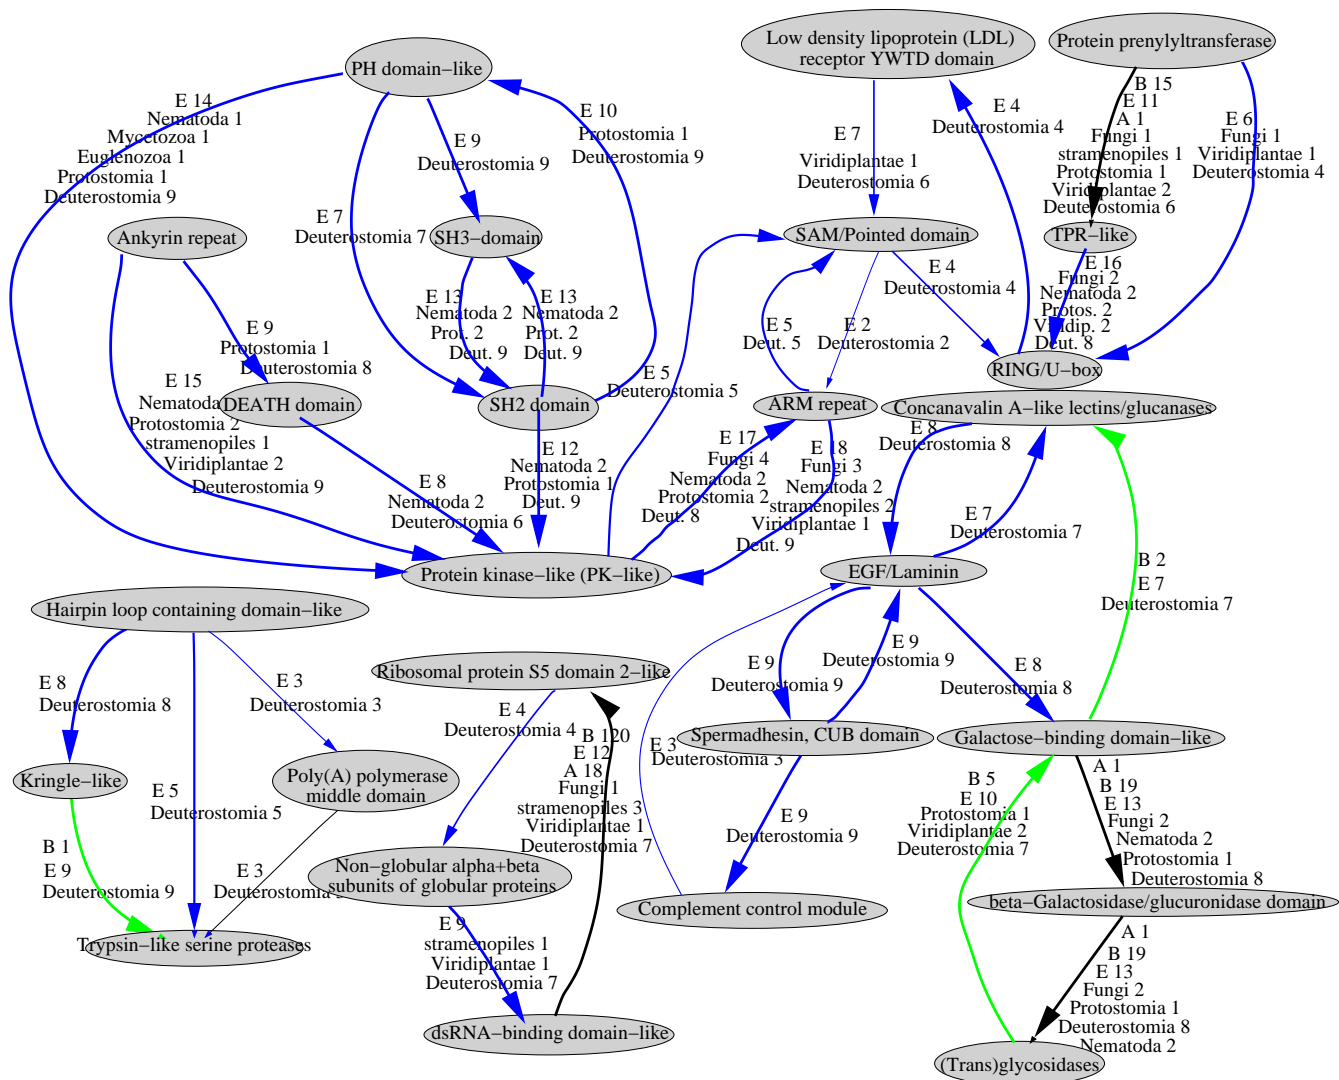 Low density lipoprotein (LDL)
receptor YWTD domain
Protein prenylyltransferase
PH domain−like
E 14
Nematoda 1
Mycetozoa 1
Euglenozoa 1
Protostomia 1
Deuterostomia 9
E 9
Deuterostomia 9
E 10
Protostomia 1
Deuterostomia 9
E 7
Viridiplantae 1
Deuterostomia 6
E 4
Deuterostomia 4
B 15
E 11
A 1
Fungi 1
stramenopiles 1
Protostomia 1
Viridiplantae 2
Deuterostomia 6
E 6
Fungi 1
Viridiplantae 1
Deuterostomia 4
E 7
Deuterostomia 7
Ankyrin repeat
SH3−domain
SAM/Pointed domain
TPR−like
E 9
Protostomia 1
Deuterostomia 8
E 13
Nematoda 2
Prot. 2
Deut. 9
E 13
Nematoda 2
Prot. 2
Deut. 9
E 4
Deuterostomia 4
E 16
Fungi 2
Nematoda 2
Protos. 2
Viridip. 2
Deut. 8
E 5
Deut. 5
E 2
Deuterostomia 2
E 5
Deuterostomia 5
RING/U−box
E 15
Nematoda
Protostomia 2
stramenopiles 1
Viridiplantae 2
Deuterostomia 9
DEATH domain
SH2 domain
ARM repeat
Concanavalin A−like lectins/glucanases
E 8
Nematoda 2
Deuterostomia 6
E 12
Nematoda 2
Protostomia 1
Deut. 9
E 17
Fungi 4
Nematoda 2
Protostomia 2
Deut. 8
E 18
Fungi 3
Nematoda 2
stramenopiles 2
Viridiplantae 1
Deut. 9
E 8
Deuterostomia 8
E 7
Deuterostomia 7
B 2
E 7
Deuterostomia 7
Protein kinase−like (PK−like)
EGF/Laminin
Hairpin loop containing domain−like
Ribosomal protein S5 domain 2−like
E 8
Deuterostomia 8
E 3
Deuterostomia 3
E 4
Deuterostomia 4
E 9
Deuterostomia 9
E 9
Deuterostomia 9
E 8
Deuterostomia 8
E 5
Deuterostomia 5
B 120
E 12
A 18
Fungi 1
stramenopiles 3
Viridiplantae 1
Deuterostomia 7
E 3
Deuterostomia 3
Spermadhesin, CUB domain
Galactose−binding domain−like
Kringle−like
Poly(A) polymerase
middle domain
B 1
E 9
Deuterostomia 9
E 3
Deuterostomia
E 9
Deuterostomia 9
B 5
E 10
Protostomia 1
Viridiplantae 2
Deuterostomia 7
A 1
B 19
E 13
Fungi 2
Nematoda 2
Protostomia 1
Deuterostomia 8
Non−globular alpha+beta
subunits of globular proteins
Complement control module
beta−Galactosidase/glucuronidase domain
Trypsin−like serine proteases
E 9
stramenopiles 1
Viridiplantae 1
Deuterostomia 7
A 1
B 19
E 13
Fungi 2
Protostomia 1
Deuterostomia 8
Nematoda 2
dsRNA−binding domain−like
(Trans)glycosidases